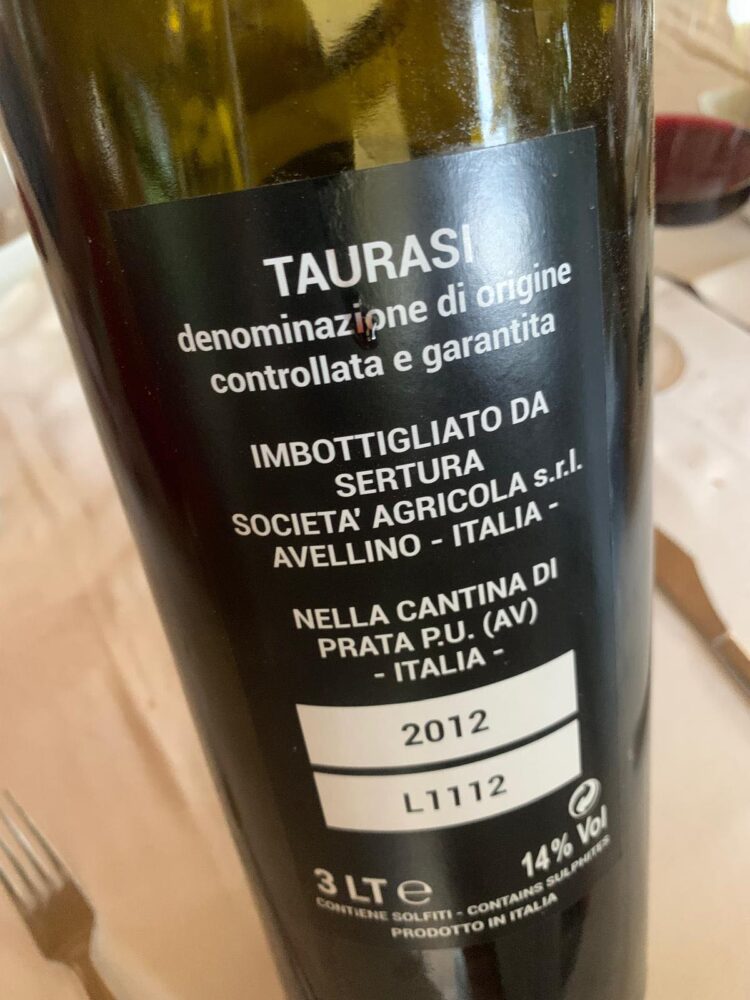 TAURASI
denominazione di origine
controllata e garantita
IMBOTTIGLIATO DA
SERTURA
SOCIETA' AGRICOLA s.r.l.
AVELLINO - ITALIA -
NELLA CANTINA DI
PRATA P.U. (AV)
- ITALIA -
2012
L1112
3 LT ℮ 14% Vol
CONTIENE SOLFITI - CONTAINS SULPHITES
PRODOTTO IN ITALIA